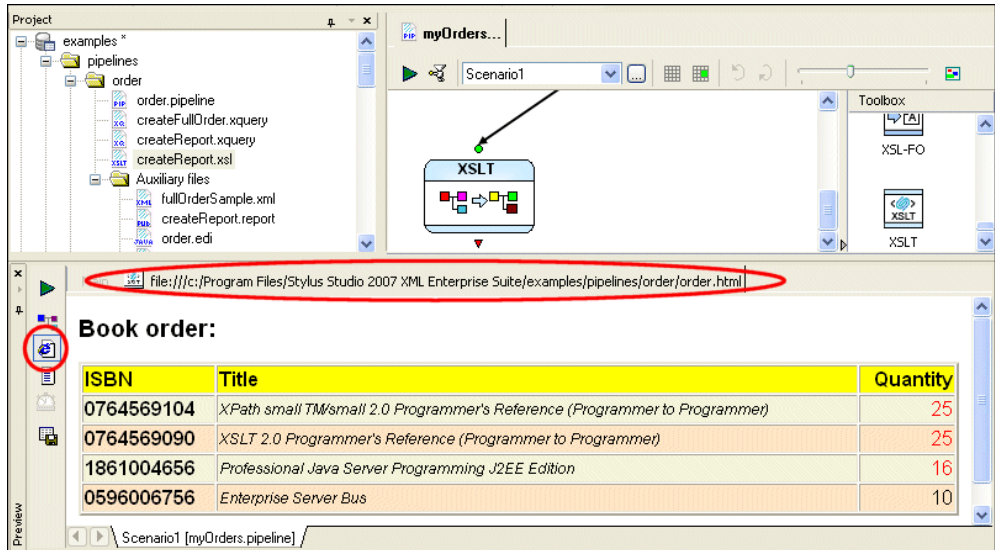 Project
examples *
pipelines
order
order.pipeline
createFullOrder.xquery
createReport.xquery
createReport.xsl
Auxiliary files
fullOrderSample.xml
createReport.report
order.edi
myOrders...
Scenario1
...
XSLT
Toolbox
XSL-FO
XSLT
file:///c:/Program Files/Stylus Studio 2007 XML Enterprise Suite/examples/pipelines/order/order.html
Book order:
ISBN Title Quantity
0764569104 XPath small TM/small 2.0 Programmer's Reference (Programmer to Programmer) 25
0764569090 XSLT 2.0 Programmer's Reference (Programmer to Programmer) 25
1861004656 Professional Java Server Programming J2EE Edition 16
0596006756 Enterprise Server Bus 10
Preview
Scenario1 [myOrders.pipeline]